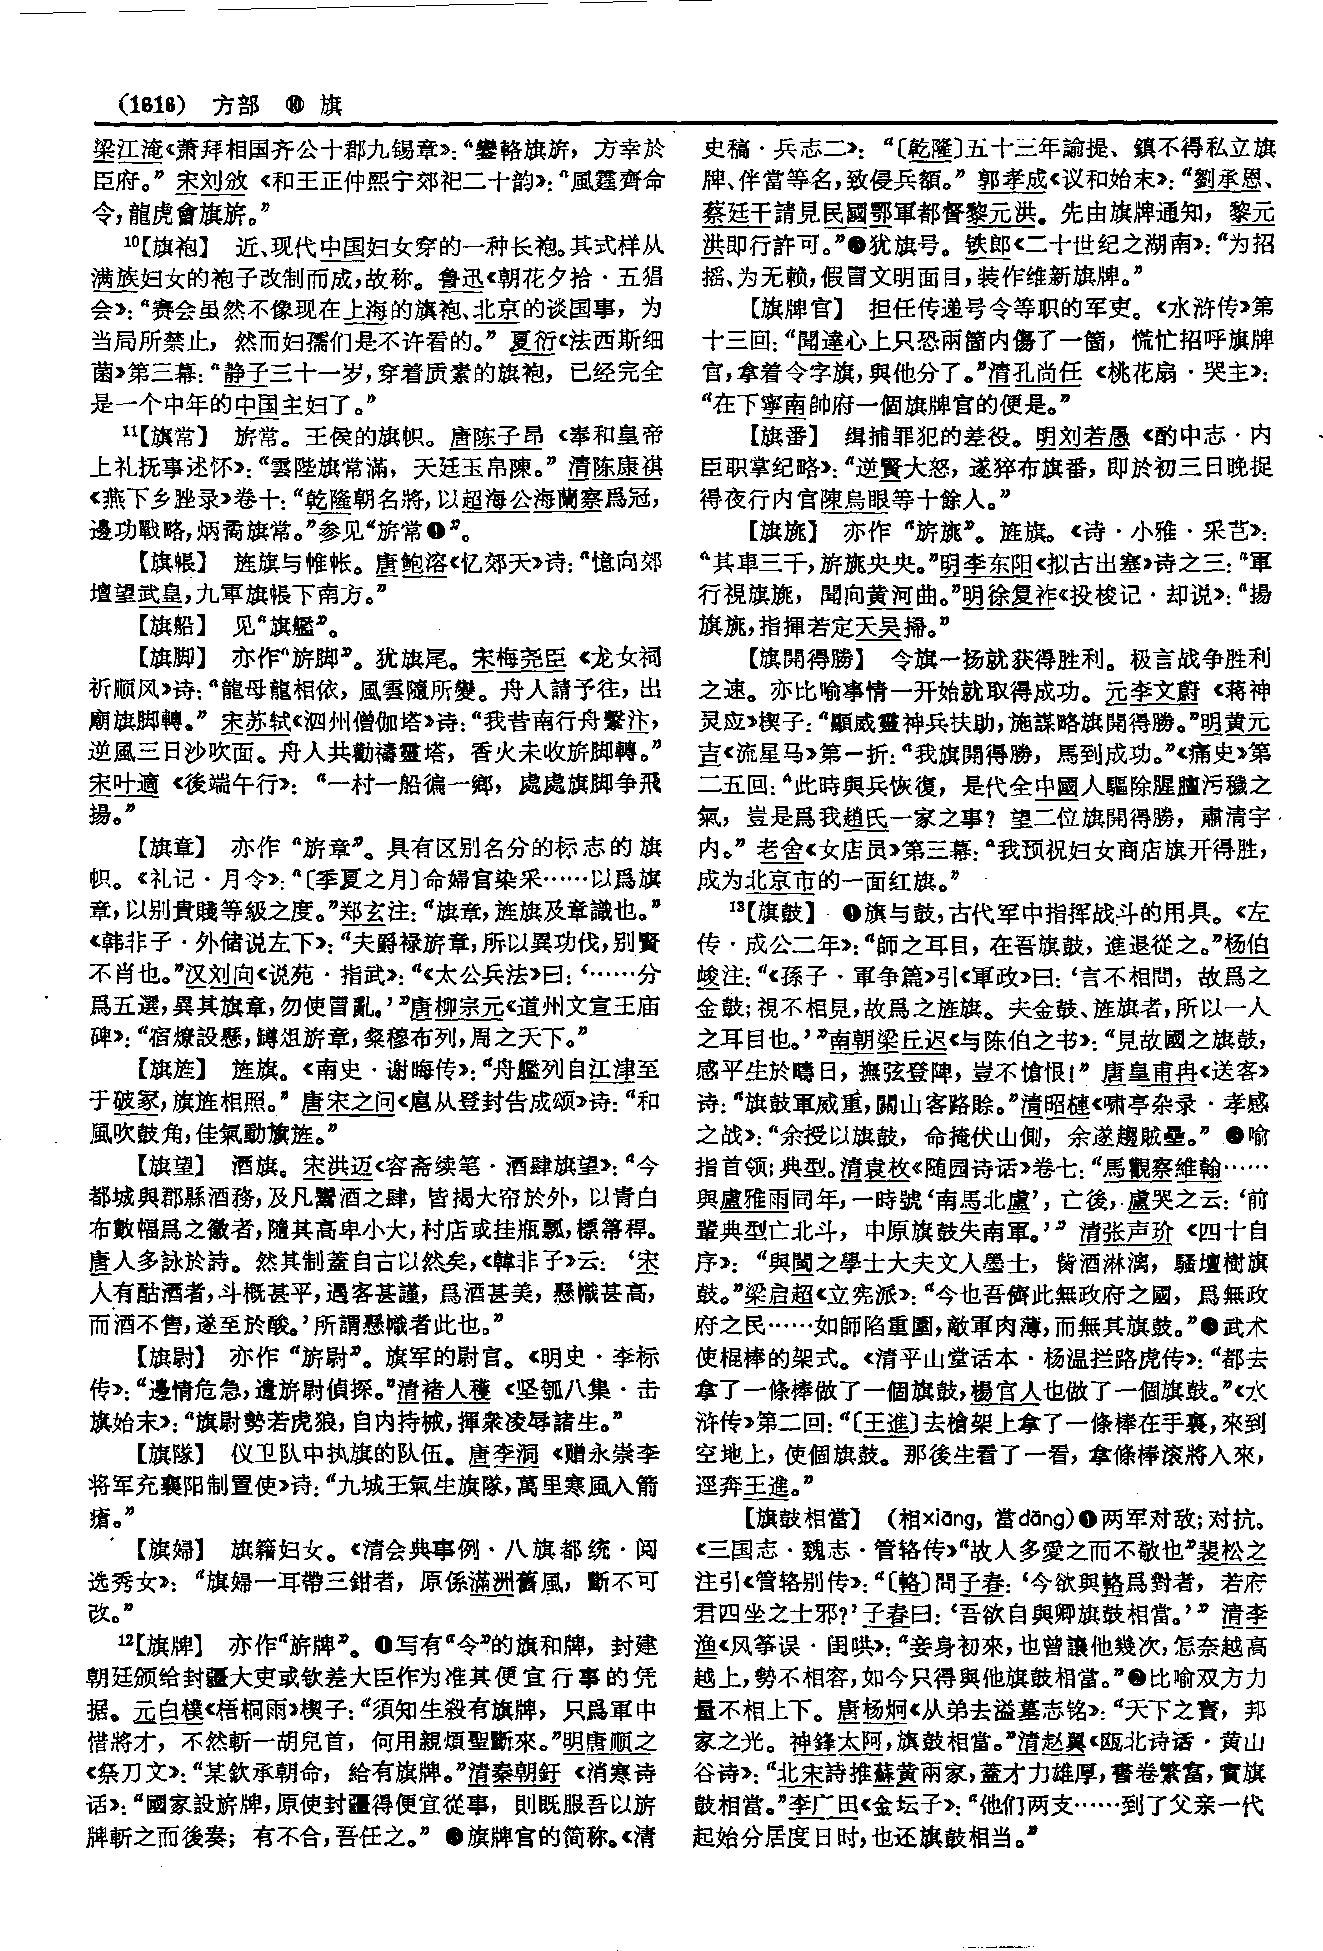 (1616) 方部 ⑩ 旗
梁江淹《萧拜相国齐公十郡九锡章》:“鑾輅旗旂，方幸於
臣府。” 宋刘攽《和王正仲熙宁郊祀二十韵》:“風霆齊命
令,龍虎會旗旂。”
10【旗袍】 近、现代中国妇女穿的一种长袍。其式样从
满族妇女的袍子改制而成,故称。鲁迅《朝花夕拾·五猖
会》:“赛会虽然不像现在上海的旗袍、北京的谈国事，为
当局所禁止，然而妇孺们是不许看的。” 夏衍《法西斯细
菌》第三幕:“静子三十一岁,穿着质素的旗袍，已经完全
是一个中年的中国主妇了。”
11【旗常】 旂常。王侯的旗帜。唐陈子昂《奉和皇帝
上礼抚事述怀》:“雲陛旗常滿，天廷玉帛陳。” 清陈康祺
《燕下乡脞录》卷十:“乾隆朝名將,以超海公海蘭察爲冠,
邊功戰略,炳焉旗常。”参见“旂常❶”。
【旗帳】 旌旗与帷帐。唐鲍溶《忆郊天》诗:“憶向郊
壇望武皇,九軍旗帳下南方。”
【旗船】 见“旗艦”。
【旗脚】 亦作“旂脚”。犹旗尾。宋梅尧臣《龙女祠
祈顺风》诗:“龍母龍相依，風雲隨所變。舟人請予往，出
廟旗脚轉。” 宋苏轼《泗州僧伽塔》诗:“我昔南行舟繫汴，
逆風三日沙吹面。舟人共勸禱靈塔，香火未收旂脚轉。”
宋叶適《後端午行》: “一村一船徧一鄉，處處旗脚争飛
揚。”
【旗章】 亦作“旂章”。具有区别名分的标志的旗
帜。《礼记·月令》:“〔季夏之月〕命婦官染采……以爲旗
章,以别貴賤等級之度。”郑玄注:“旗章,旌旗及章識也。”
《韩非子·外储说左下》:“夫爵禄旂章,所以異功伐,别賢
不肖也。”汉刘向《说苑·指武》:“《太公兵法》曰:‘……分
爲五選,異其旗章,勿使冒亂。’”唐柳宗元《道州文宣王庙
碑》:“宿燎設懸,罇俎旂章,粲穆布列,周之天下。”
【旗旌】 旌旗。《南史·谢晦传》:“舟艦列自江津至
于破冢,旗旌相照。” 唐宋之问《扈从登封告成颂》诗:“和
風吹鼓角,佳氣動旗旌。”
【旗望】 酒旗。宋洪迈《容斋续笔·酒肆旗望》:“今
都城與郡縣酒務,及凡鬻酒之肆，皆揭大帘於外，以青白
布數幅爲之徽者,隨其高卑小大,村店或挂瓶瓢,標箒稈。
唐人多詠於詩。然其制蓋自古以然矣,《韓非子》云:‘宋
人有酤酒者,斗概甚平,遇客甚謹，爲酒甚美，懸幟甚高，
而酒不售,遂至於酸。’所謂懸幟者此也。”
【旗尉】 亦作“旂尉”。旗军的尉官。《明史·李标
传》:“邊情危急,遣旂尉偵探。”清褚人穫《坚瓠八集·击
旗始末》:“旗尉勢若虎狼,自内持械,揮衆凌辱諸生。”
【旗隊】 仪卫队中执旗的队伍。唐李洞《赠永崇李
将军充襄阳制置使》诗:“九城王氣生旗隊,萬里寒風入箭
瘡。”
【旗婦】 旗籍妇女。《清会典事例·八旗都统·阅
选秀女》:“旗婦一耳帶三鉗者，原係滿洲舊風，斷不可
改。”
12【旗牌】 亦作“旂牌”。❶写有“令”的旗和牌，封建
朝廷颁给封疆大吏或钦差大臣作为准其便宜行事的凭
据。元白樸《梧桐雨》楔子:“須知生殺有旗牌，只爲軍中
惜將才，不然斬一胡兒首，何用親煩聖斷來。”明唐顺之
《祭刀文》:“某欽承朝命，給有旗牌。”清秦朝釪《消寒诗
话》:“國家設旂牌,原使封疆得便宜從事，則既服吾以旂
牌斬之而後奏；有不合,吾任之。” ❷旗牌官的简称。《清
史稿·兵志二》: “〔乾隆〕五十三年諭提、鎮不得私立旗
牌、伴當等名,致侵兵額。” 郭孝成《议和始末》:“劉承恩、
蔡廷干請見民國鄂軍都督黎元洪。先由旗牌通知，黎元
洪即行許可。”❸犹旗号。铁郎《二十世纪之湖南》:“为招
摇、为无赖,假冒文明面目,装作维新旗牌。”
【旗牌官】 担任传递号令等职的军吏。《水浒传》第
十三回:“聞達心上只恐兩箇内傷了一箇，慌忙招呼旗牌
官,拿着令字旗,與他分了。”清孔尚任《桃花扇·哭主》:
“在下寧南帥府一個旗牌官的便是。”
【旗番】 缉捕罪犯的差役。明刘若愚《酌中志·内
臣职掌纪略》:“逆賢大怒，遂猝布旗番，即於初三日晚捉
得夜行内官陳烏眼等十餘人。”
【旗旐】 亦作“旂旐”。旌旗。《诗·小雅·采芑》:
“其車三千,旂旐央央。”明李东阳《拟古出塞》诗之三:“軍
行視旗旐，聞向黄河曲。”明徐复祚《投梭记·却说》:“揚
旗旐,指揮若定天吴掃。”
【旗開得勝】 令旗一扬就获得胜利。极言战争胜利
之速。亦比喻事情一开始就取得成功。元李文蔚《蒋神
灵应》楔子:“顯威靈神兵扶助,施謀略旗開得勝。”明黄元
吉《流星马》第一折:“我旗開得勝，馬到成功。”《痛史》第
二五回:“此時與兵恢復，是代全中國人驅除腥膻污穢之
氣，豈是爲我趙氏一家之事？望二位旗開得勝，肅清宇
内。” 老舍《女店员》第三幕:“我预祝妇女商店旗开得胜,
成为北京市的一面红旗。”
13【旗鼓】 ❶旗与鼓,古代军中指挥战斗的用具。《左
传·成公二年》:“師之耳目，在吾旗鼓，進退從之。”杨伯
峻注:“《孫子·軍争篇》引《軍政》曰:‘言不相聞，故爲之
金鼓；視不相見,故爲之旌旗。夫金鼓、旌旗者,所以一人
之耳目也。’”南朝梁丘迟《与陈伯之书》:“見故國之旗鼓，
感平生於疇日，撫弦登陴，豈不愴恨!” 唐皇甫冉《送客》
诗:“旗鼓軍威重,關山客路賒。”清昭槤《啸亭杂录·孝感
之战》:“余授以旗鼓，命掩伏山側，余遂趨賊壘。” ❷喻
指首领；典型。清袁枚《随园诗话》卷七:“馬觀察維翰……
與盧雅雨同年,一時號‘南馬北盧’，亡後，盧哭之云:‘前
輩典型亡北斗，中原旗鼓失南軍。’” 清张声玠《四十自
序》: “與閩之學士大夫文人墨士，觴酒淋漓，騷壇樹旗
鼓。”梁启超《立宪派》:“今也吾儕此無政府之國，爲無政
府之民……如師陷重圍,敵軍肉薄,而無其旗鼓。”❸武术
使棍棒的架式。《清平山堂话本·杨温拦路虎传》:“都去
拿了一條棒做了一個旗鼓,楊官人也做了一個旗鼓。”《水
浒传》第二回:“〔王進〕去槍架上拿了一條棒在手裏,來到
空地上，使個旗鼓。那後生看了一看，拿條棒滚將入來，
逕奔王進。”
【旗鼓相當】 （相xiāng, 當dāng）❶两军对敌；对抗。
《三国志·魏志·管辂传》“故人多愛之而不敬也”裴松之
注引《管辂别传》:“〔輅〕問子春:‘今欲與輅爲對者，若府
君四坐之士邪?’子春曰:‘吾欲自與卿旗鼓相當。’” 清李
渔《风筝误·闺哄》:“妾身初來,也曾讓他幾次,怎奈越高
越上,勢不相容,如今只得與他旗鼓相當。”❷比喻双方力
量不相上下。唐杨炯《从弟去溢墓志铭》:“天下之寶，邦
家之光。神鋒太阿,旗鼓相當。”清赵翼《瓯北诗话·黄山
谷诗》:“北宋詩推蘇黄兩家,蓋才力雄厚,書卷繁富,實旗
鼓相當。”李广田《金坛子》:“他们两支……到了父亲一代
起始分居度日时,也还旗鼓相当。”